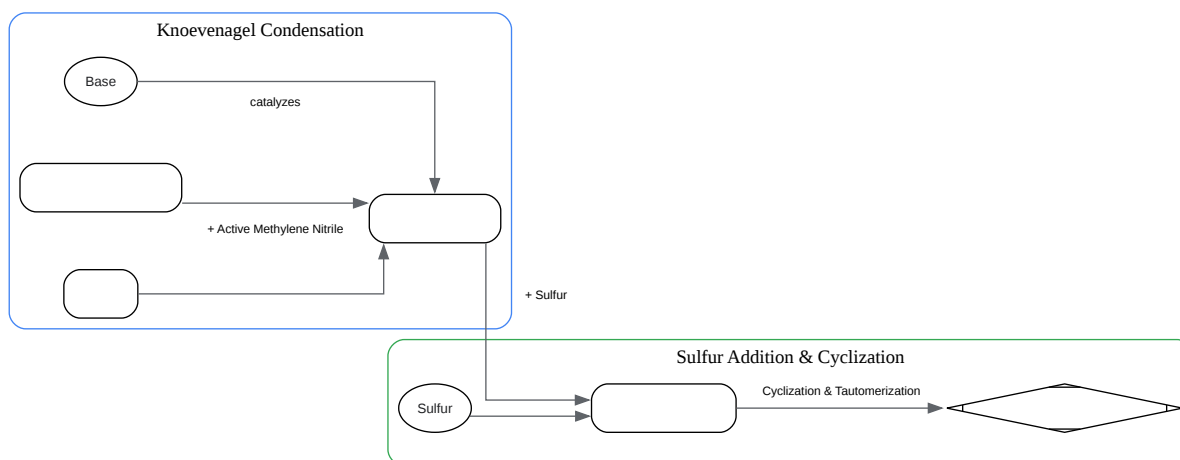 Knoevenagel Condensation
Base
catalyzes
+ Active Methylene Nitrile
+ Sulfur
Sulfur Addition & Cyclization
Cyclization & Tautomerization
Sulfur